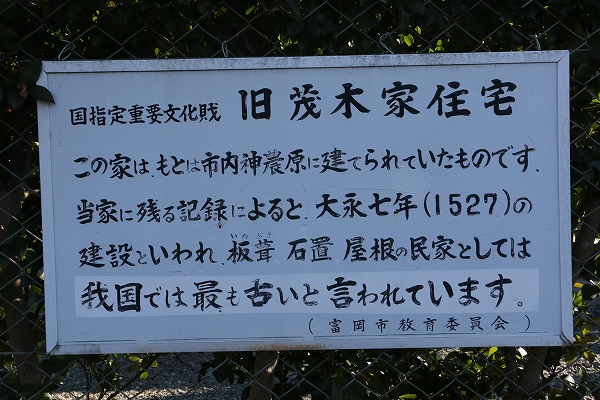 国指定重要文化財 旧茂木家住宅
この家は、もとは市内神農原に建てられていたものです。
当家に残る記録によると、大永七年(1527)の
建設といわれ、板葺 石置 屋根の民家としては
いたぶき
我国では最も古いと言われています。
(富岡市教育委員会)